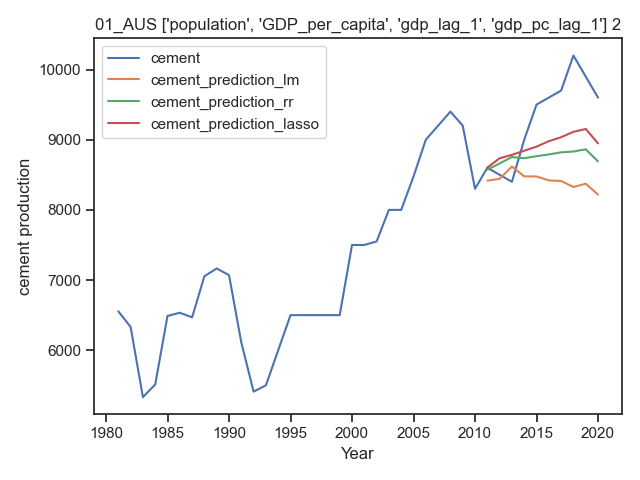 01_AUS ['population', 'GDP_per_capita', 'gdp_lag_1', 'gdp_pc_lag_1'] 2
cement
cement_prediction_lm
cement_prediction_rr
cement_prediction_lasso
cement production
10000
9000
8000
7000
6000
1980 1985 1990 1995 2000 2005 2010 2015 2020
Year